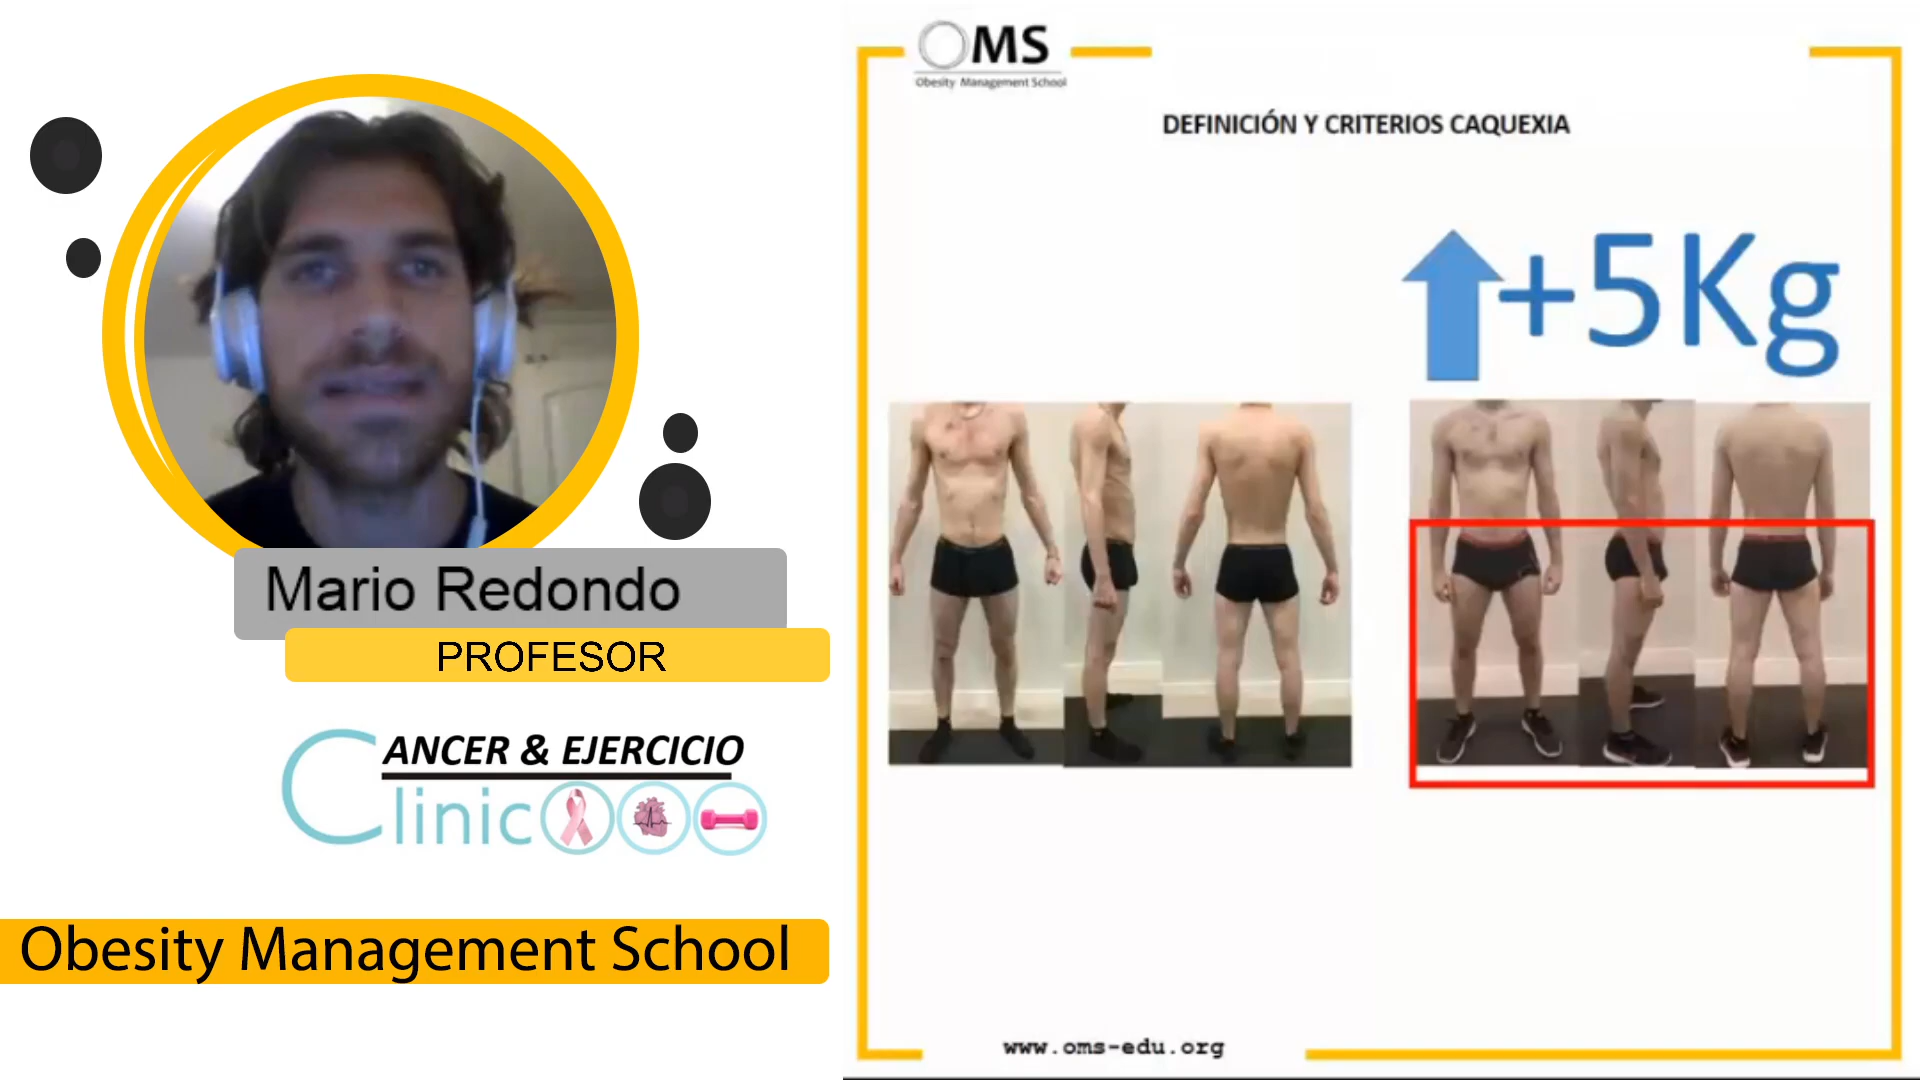 Mario Redondo
PROFESOR
CANCER & EJERCICIO
Clinic
Obesity Management School
OMS
Obesity Management School
DEFINICIÓN Y CRITERIOS CAQUEXIA
+5Kg
www.oms-edu.org